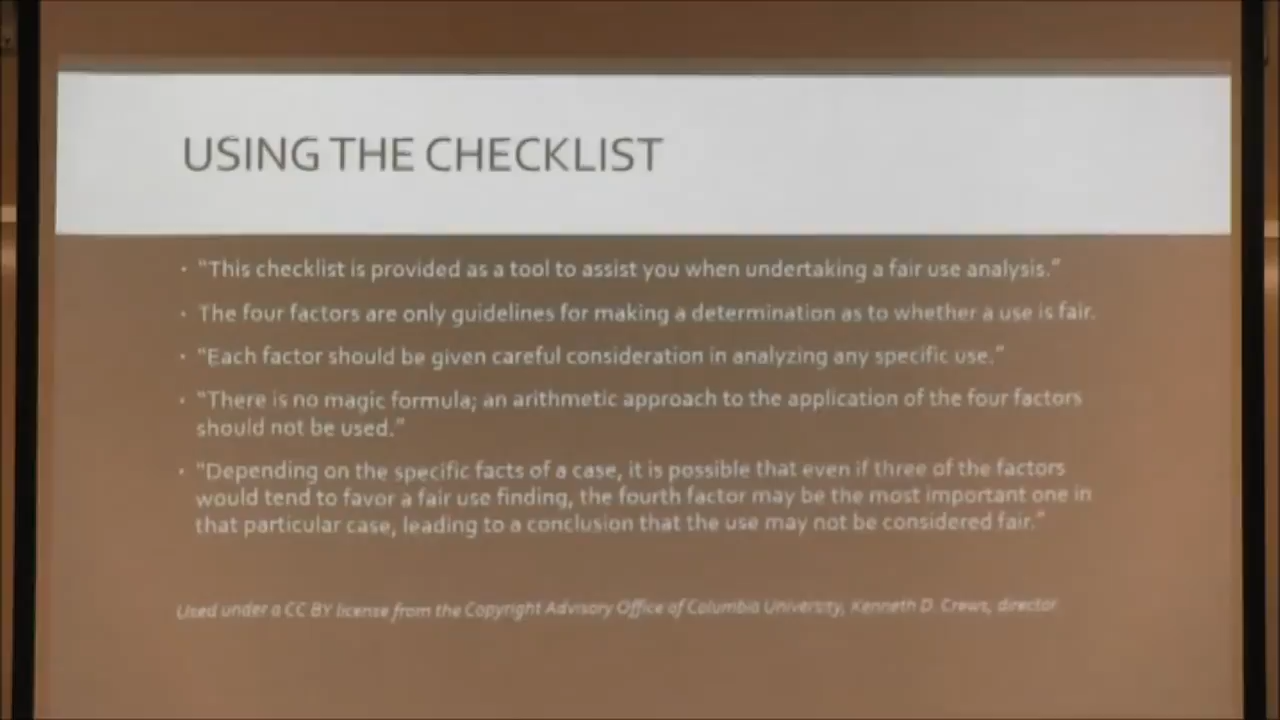 USING THE CHECKLIST
· “This checklist is provided as a tool to assist you when undertaking a fair use analysis.”
· The four factors are only guidelines for making a determination as to whether a use is fair.
· “Each factor should be given careful consideration in analyzing any specific use.”
· “There is no magic formula; an arithmetic approach to the application of the four factors
should not be used.”
· “Depending on the specific facts of a case, it is possible that even if three of the factors
would tend to favor a fair use finding, the fourth factor may be the most important one in
that particular case, leading to a conclusion that the use may not be considered fair.”
Used under a CC BY license from the Copyright Advisory Office of Columbia University, Kenneth D. Crews, director